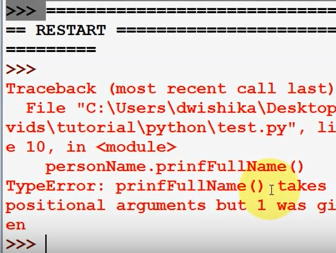 >>> ================================
== RESTART ======================
=========
>>>
Traceback (most recent call last)
File "C:\Users\dwishika\Desktop
vids\tutorial\python\test.py", li
e 10, in <module>
personName.prinfFullName()
TypeError: prinfFullName() takes
positional arguments but 1 was gi
en
>>>